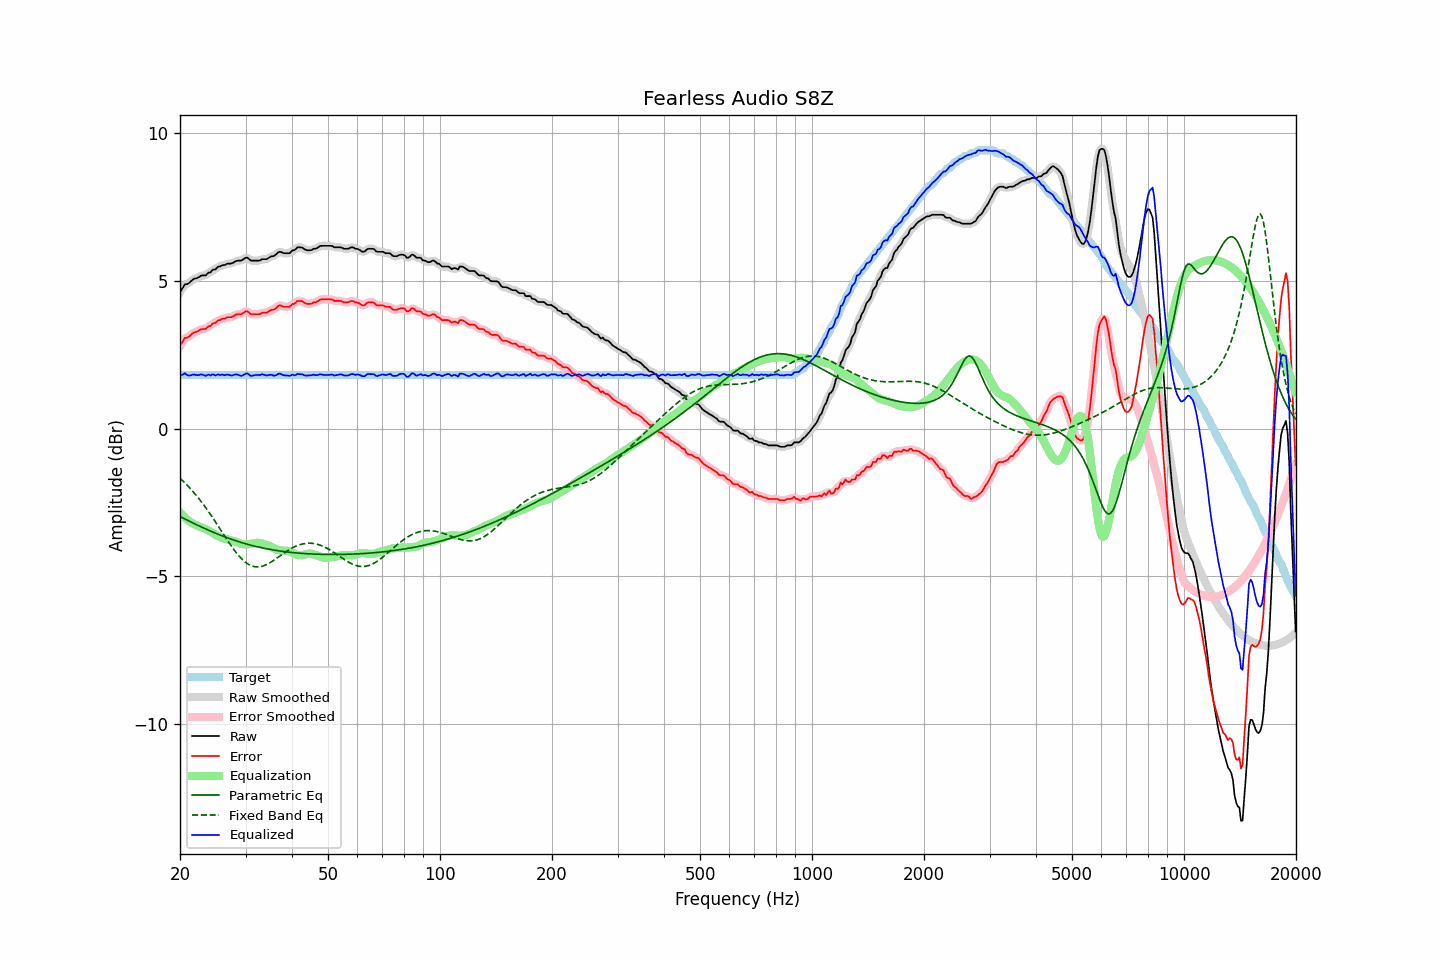 Fearless Audio S8Z
Amplitude (dBr)
10
5
0
−5
−10
Target
Raw Smoothed
Error Smoothed
Raw
Error
Equalization
Parametric Eq
Fixed Band Eq
Equalized
20 50 100 200 500 1000 2000 5000 10000 20000
Frequency (Hz)